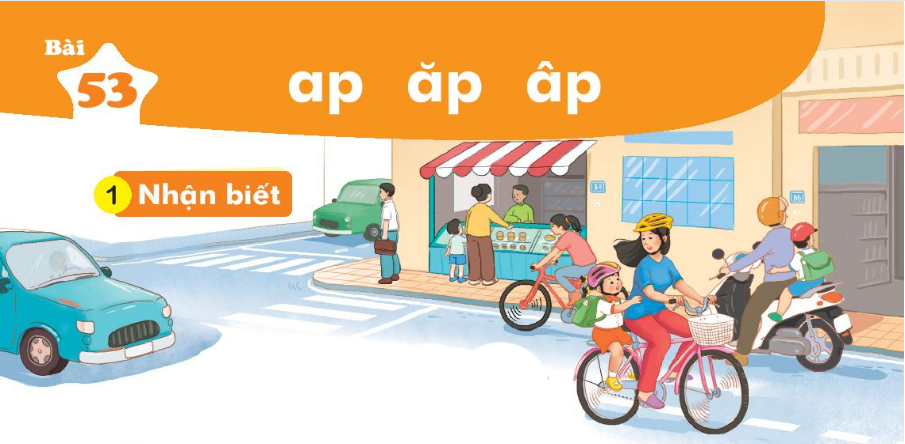 Bài
53
ap ăp âp
1 Nhận biết